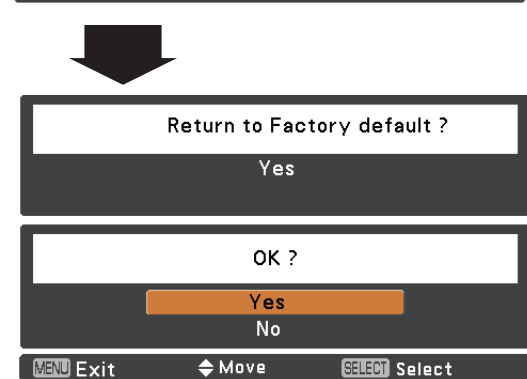 Return to Factory default ?
Yes
OK ?
Yes
No
MENU Exit Move SELECT Select